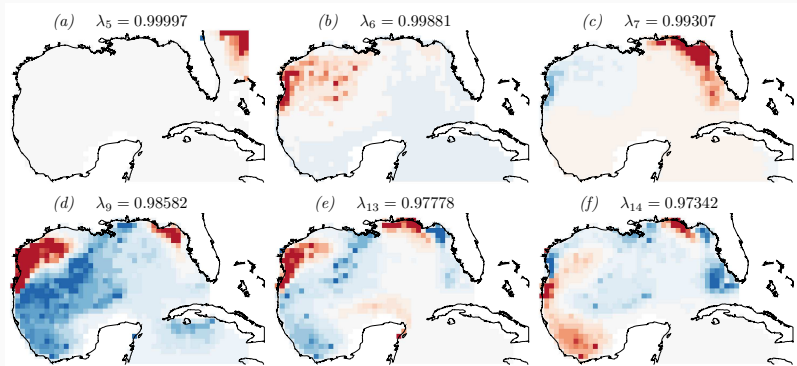 (a) λ₅ = 0.99997
(b) λ₆ = 0.99881
(c) λ₇ = 0.99307
(d) λ₉ = 0.98582
(e) λ₁₃ = 0.97778
(f) λ₁₄ = 0.97342